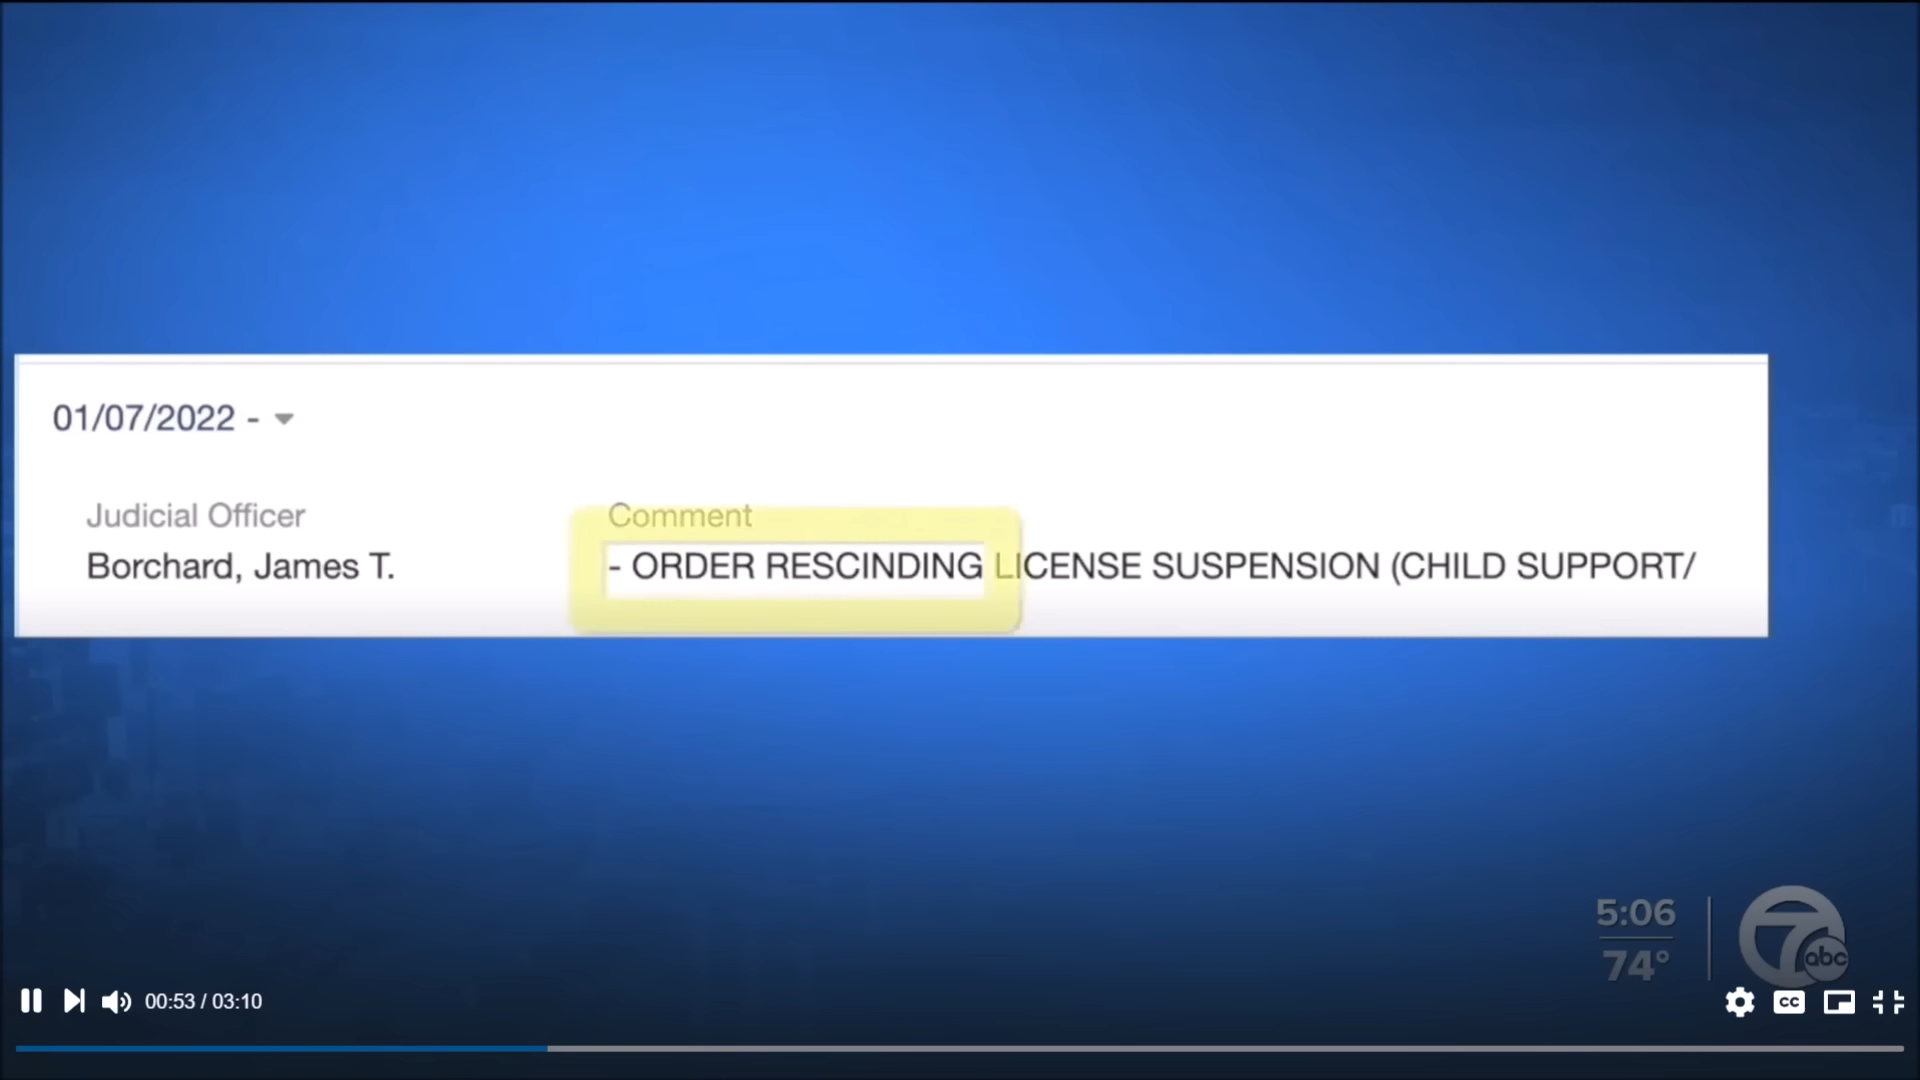 01/07/2022 -
Judicial Officer
Comment
Borchard, James T.
- ORDER RESCINDING LICENSE SUSPENSION (CHILD SUPPORT/
5:06
74°
7
abc
00:53 / 03:10
CC